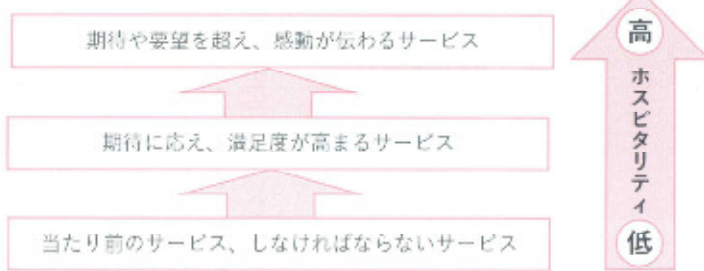 期待や要望を超え、感動が伝わるサービス
期待に応え、満足度が高まるサービス
当たり前のサービス、しなければならないサービス
高
ホスピタリティ
低